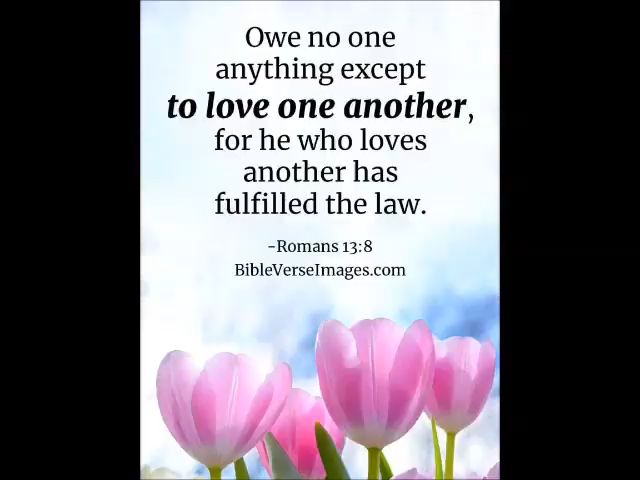 Owe no one
anything except
to love one another,
for he who loves
another has
fulfilled the law.
-Romans 13:8
BibleVerseImages.com